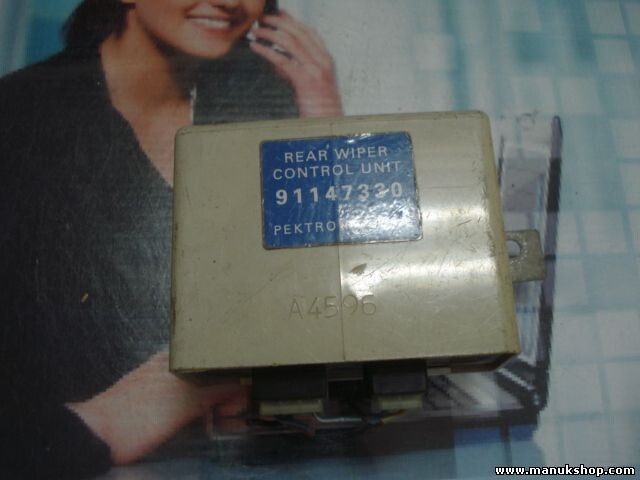 REAR WIPER
CONTROL UNIT
91147330
A4596
www.manukshop.com